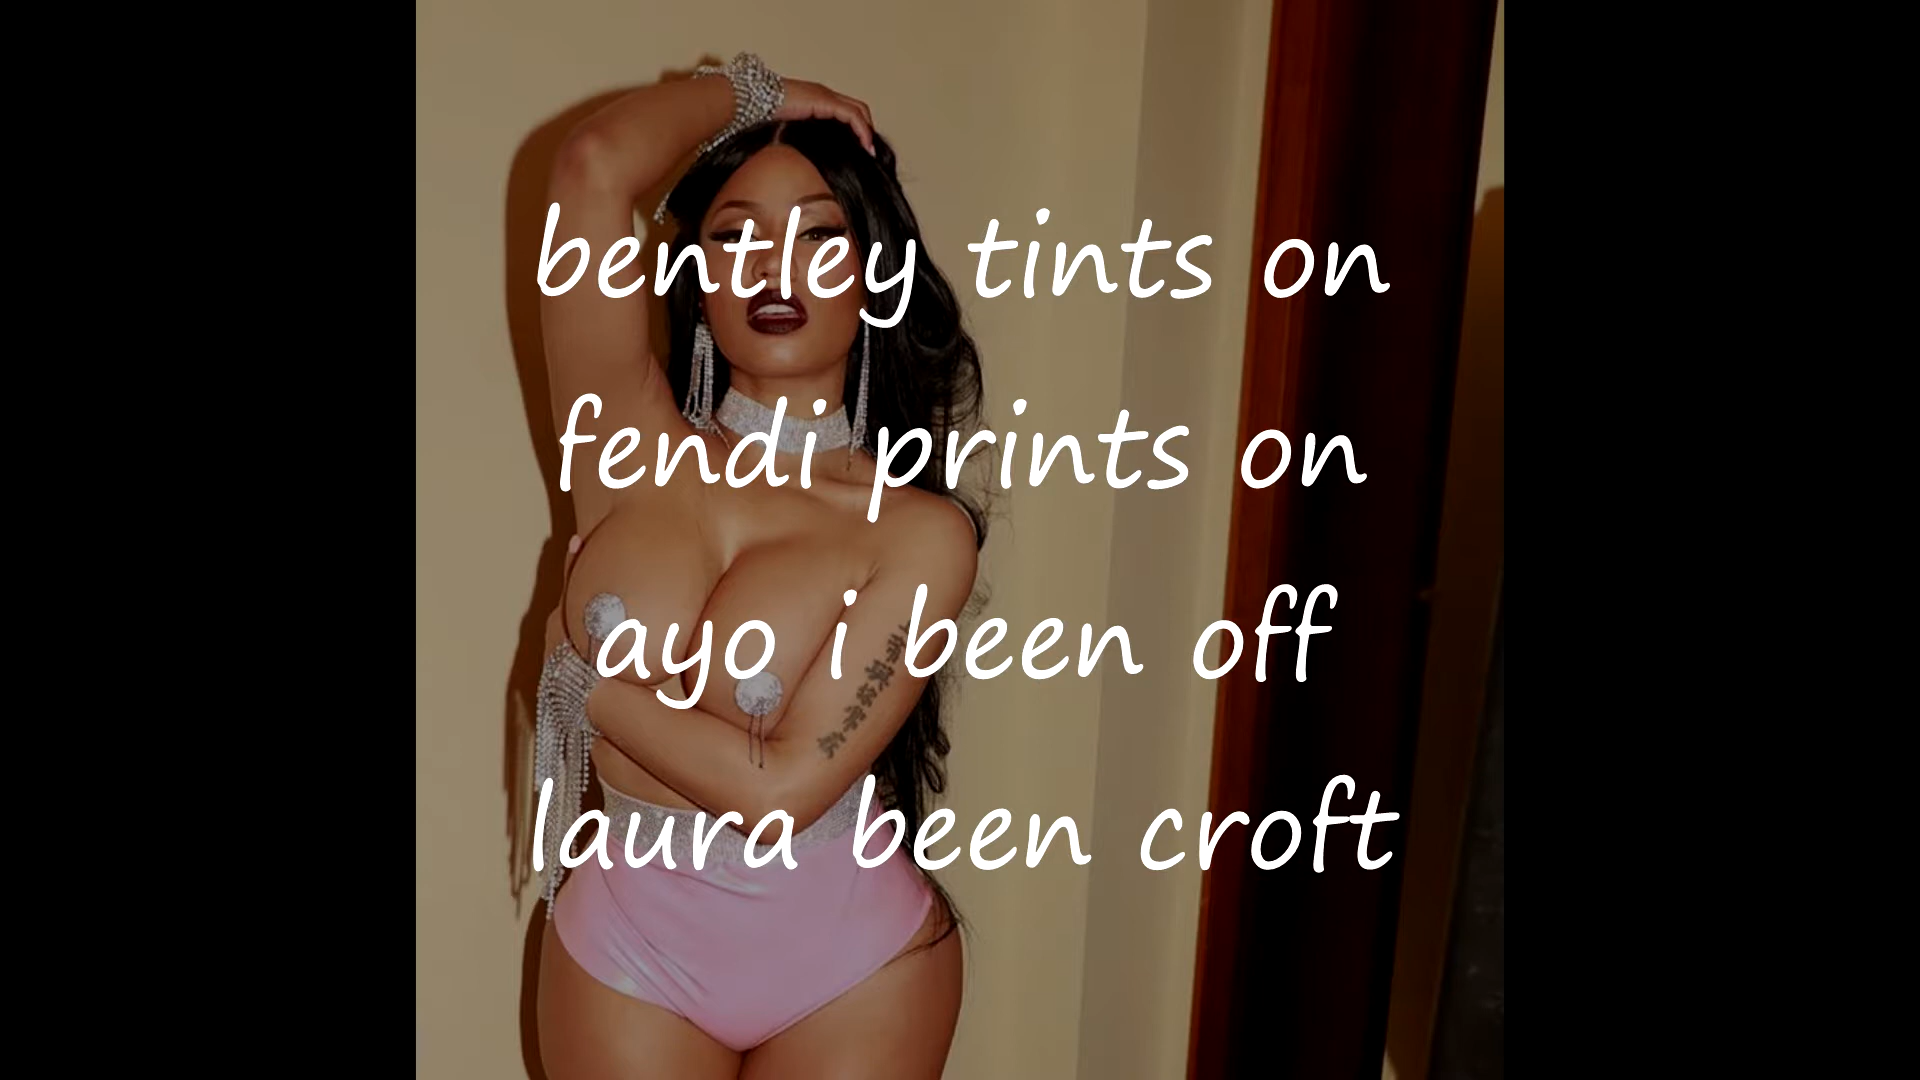 bentley tints on
fendi prints on
ayo i been off
laura been croft